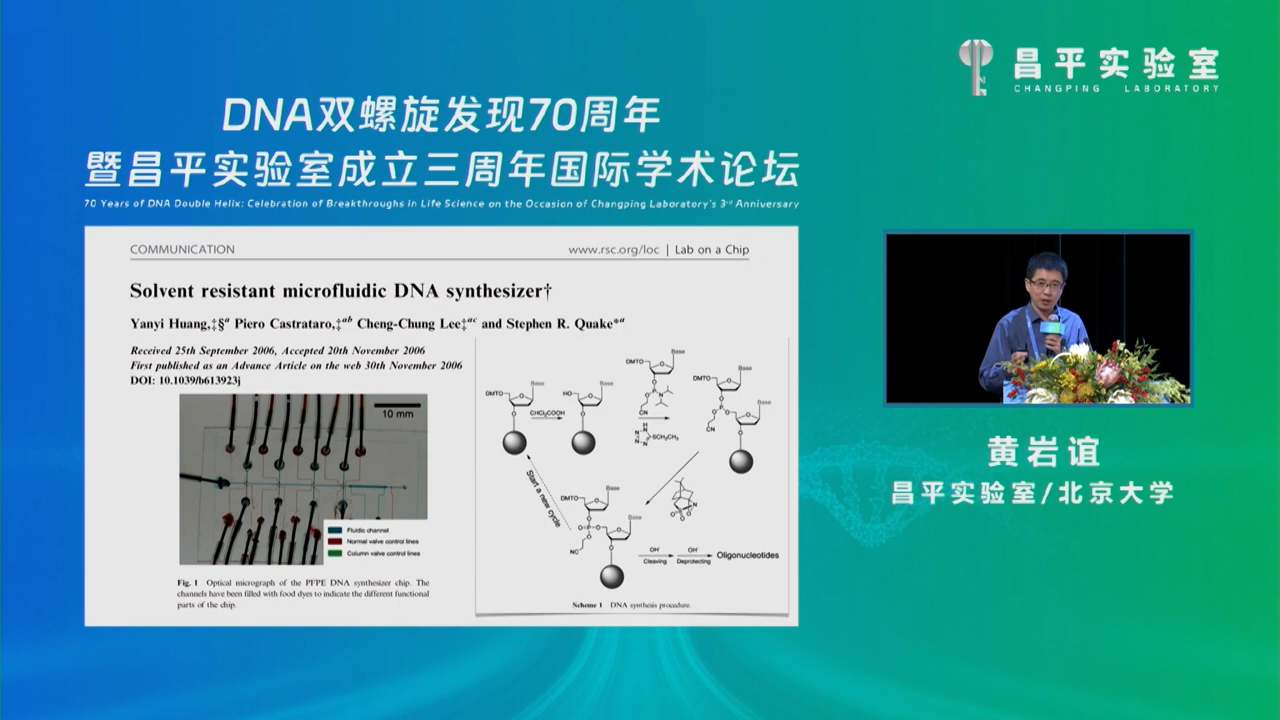 昌平实验室
CHANGPING LABORATORY
DNA双螺旋发现70周年
暨昌平实验室成立三周年国际学术论坛
70 Years of DNA Double Helix: Celebration of Breakthroughs in Life Science on the Occasion of Changping Laboratory's 3rd Anniversary
COMMUNICATION
www.rsc.org/loc | Lab on a Chip
Solvent resistant microfluidic DNA synthesizer†
Yanyi Huang,‡§ᵃ Piero Castrataro,‡ᵃᵇ Cheng-Chung Lee‡ᵃᶜ and Stephen R. Quake*ᵃ
Received 25th September 2006, Accepted 20th November 2006
First published as an Advance Article on the web 30th November 2006
DOI: 10.1039/b613923j
10 mm
Fluidic channel
Normal valve control lines
Column valve control lines
Fig. 1 Optical micrograph of the PFPE DNA synthesizer chip. The
channels have been filled with food dyes to indicate the different functional
parts of the chip.
DMTO
Base
CHCl₂COOH
HO
Base
DMTO
Base
CN
SCH₂CH₃
DMTO
Base
Base
CN
Start a new cycle
DMTO
Base
Base
NC
OH⁻
Cleaving
OH⁻
Deprotecting
Oligonucleotides
Scheme 1 DNA synthesis procedure.
黄岩谊
昌平实验室/北京大学